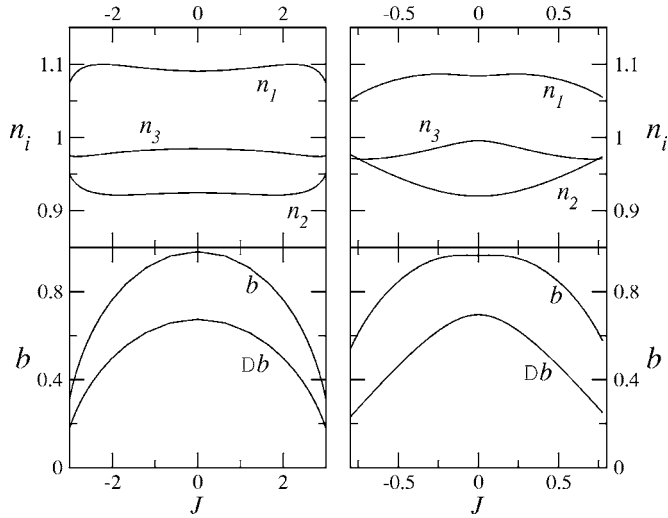 -2 0 2 -0.5 0 0.5
1.1 1.1
n1 n1
n3 n3
ni 1 1 ni
n2 n2
0.9 0.9
0.8 b b 0.8
b 0.4 Db Db 0.4 b
0 0
-2 0 2 -0.5 0 0.5
J J